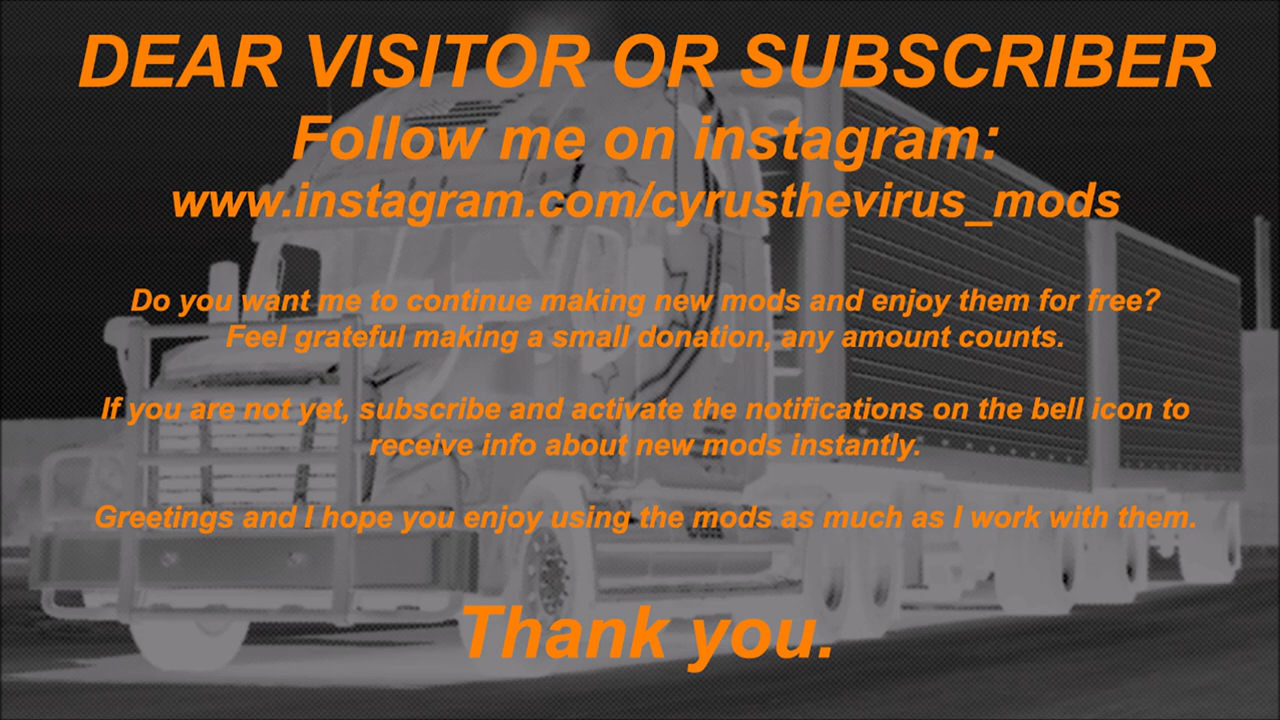 DEAR VISITOR OR SUBSCRIBER
Follow me on instagram:
www.instagram.com/cyrusthevirus_mods
Do you want me to continue making new mods and enjoy them for free?
Feel grateful making a small donation, any amount counts.
If you are not yet, subscribe and activate the notifications on the bell icon to
receive info about new mods instantly.
Greetings and I hope you enjoy using the mods as much as I work with them.
Thank you.